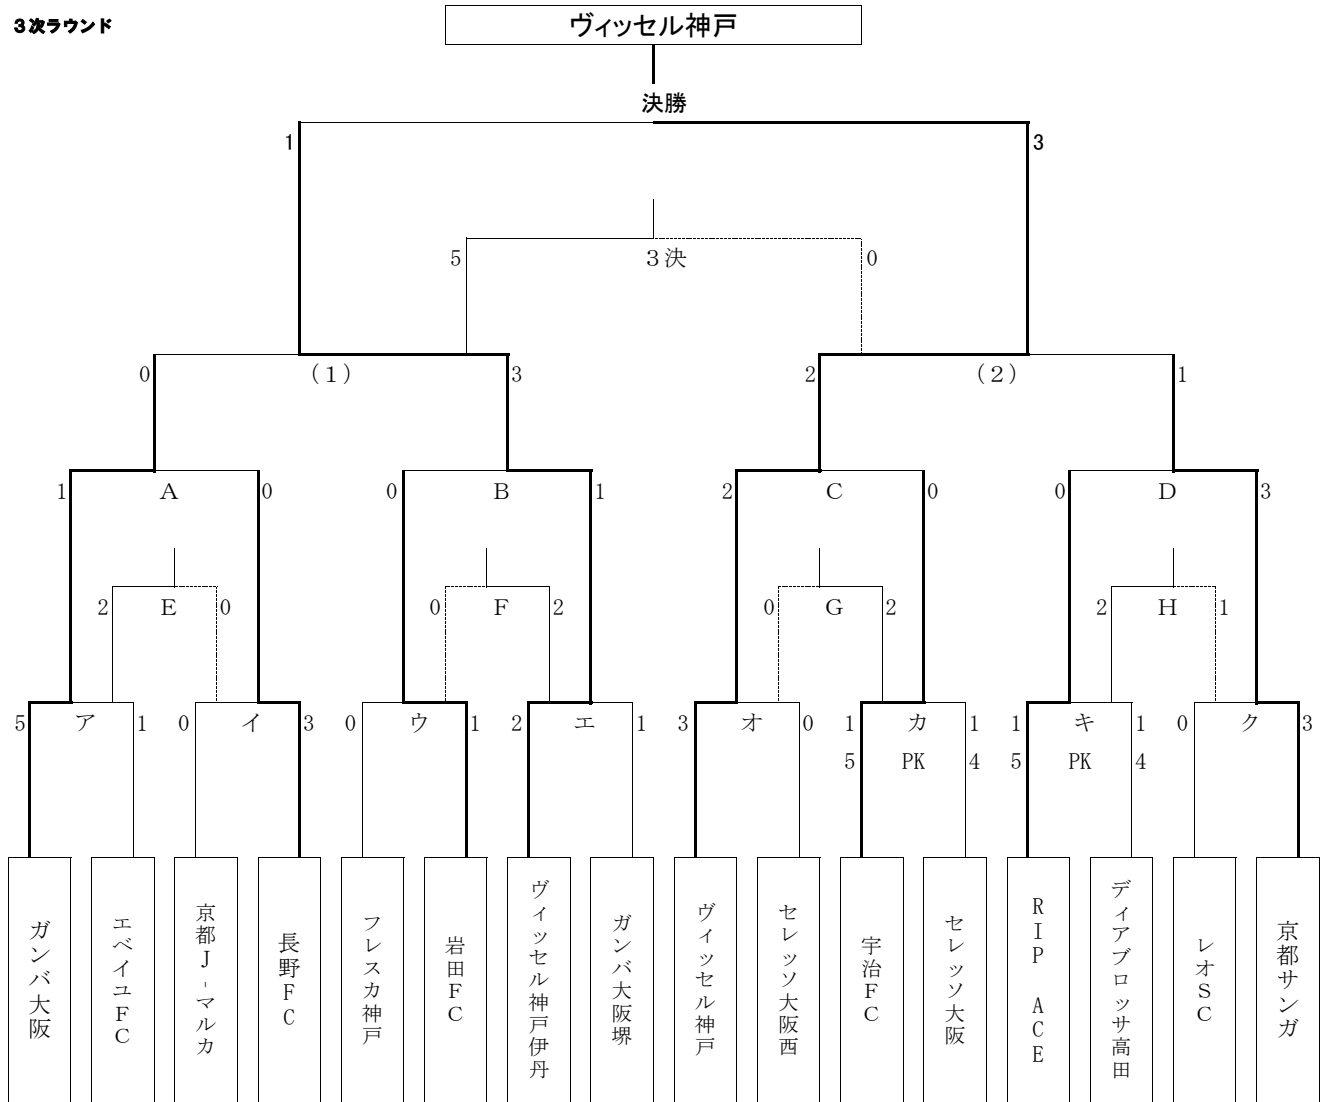 3次ラウンド
ヴィッセル神戸
決勝
1 3
5 3決 0
0 (1) 3 2 (2) 1
1 A 0 0 B 1 2 C 0 0 D 3
2 E 0 0 F 2 0 G 2 2 H 1
5 ア 1 0 イ 3 0 ウ 1 2 エ 1 3 オ 0 1 カ 1 1 キ 1 0 ク 3
5 PK 4 5 PK 4
ガンバ大阪
エベイユFC
京都J-マルカ
長野FC
フレスカ神戸
岩田FC
ヴィッセル神戸伊丹
ガンバ大阪堺
ヴィッセル神戸
セレッソ大阪西
宇治FC
セレッソ大阪
RIP ACE
ディアブロッサ高田
レオSC
京都サンガ